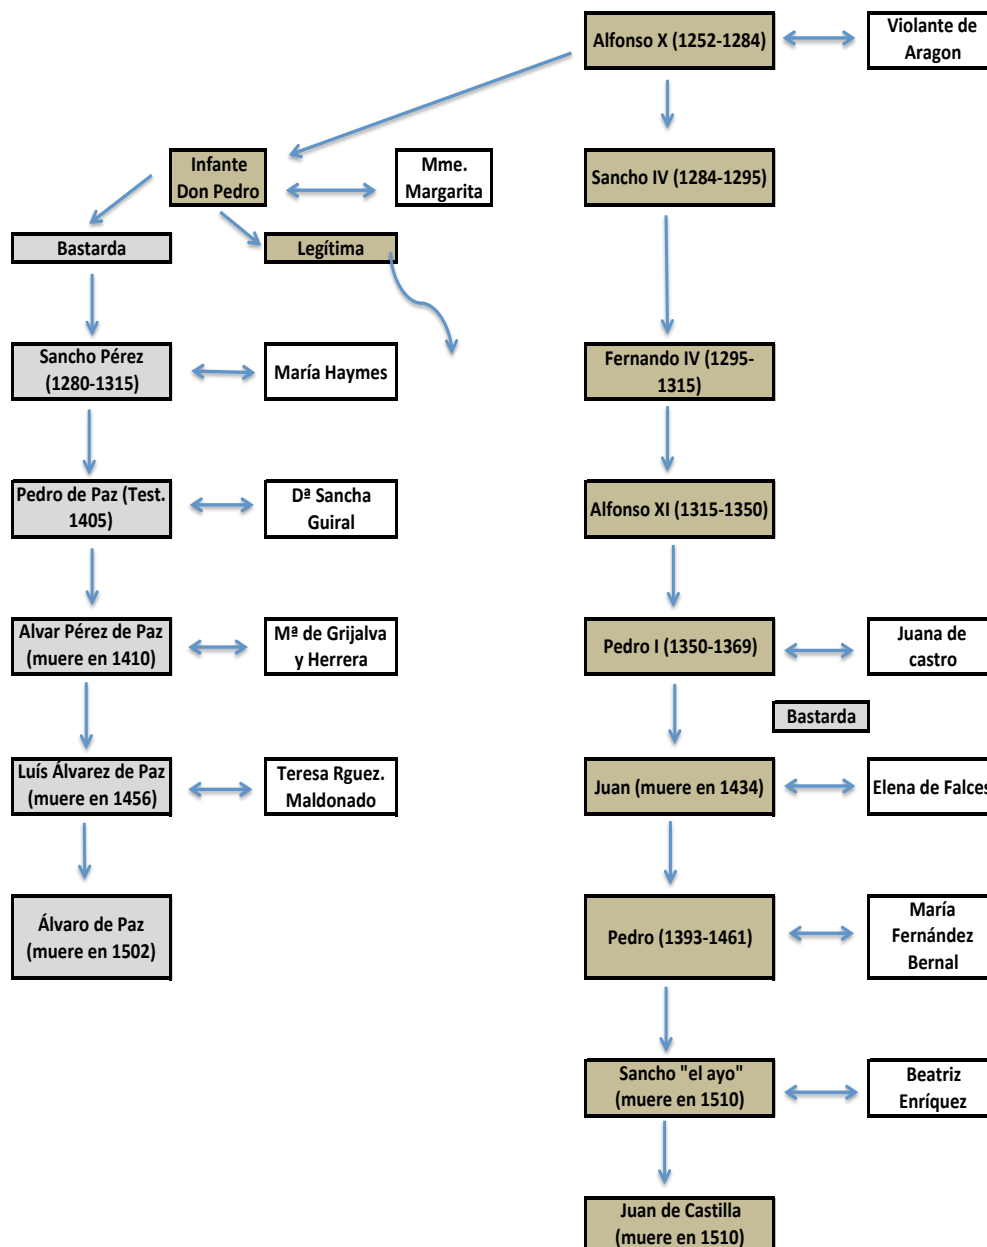 Alfonso X (1252-1284)
Violante de
Aragon
Infante
Don Pedro
Mme.
Margarita
Sancho IV (1284-1295)
Bastarda
Legítima
Sancho Pérez
(1280-1315)
María Haymes
Fernando IV (1295-
1315)
Pedro de Paz (Test.
1405)
Dª Sancha
Guiral
Alfonso XI (1315-1350)
Alvar Pérez de Paz
(muere en 1410)
Mª de Grijalva
y Herrera
Pedro I (1350-1369)
Juana de
castro
Bastarda
Luís Álvarez de Paz
(muere en 1456)
Teresa Rguez.
Maldonado
Juan (muere en 1434)
Elena de Falces
Álvaro de Paz
(muere en 1502)
Pedro (1393-1461)
María
Fernández
Bernal
Sancho "el ayo"
(muere en 1510)
Beatriz
Enríquez
Juan de Castilla
(muere en 1510)